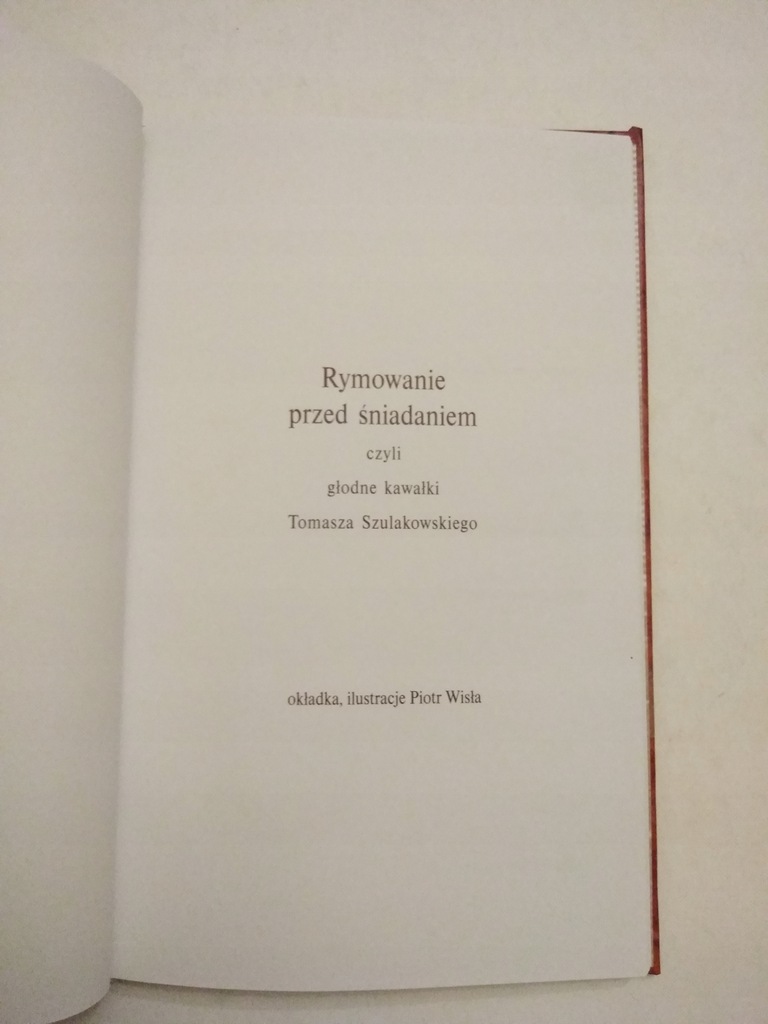 Rymowanie
przed śniadaniem
czyli
głodne kawałki
Tomasza Szulakowskiego
okładka, ilustracje Piotr Wisła